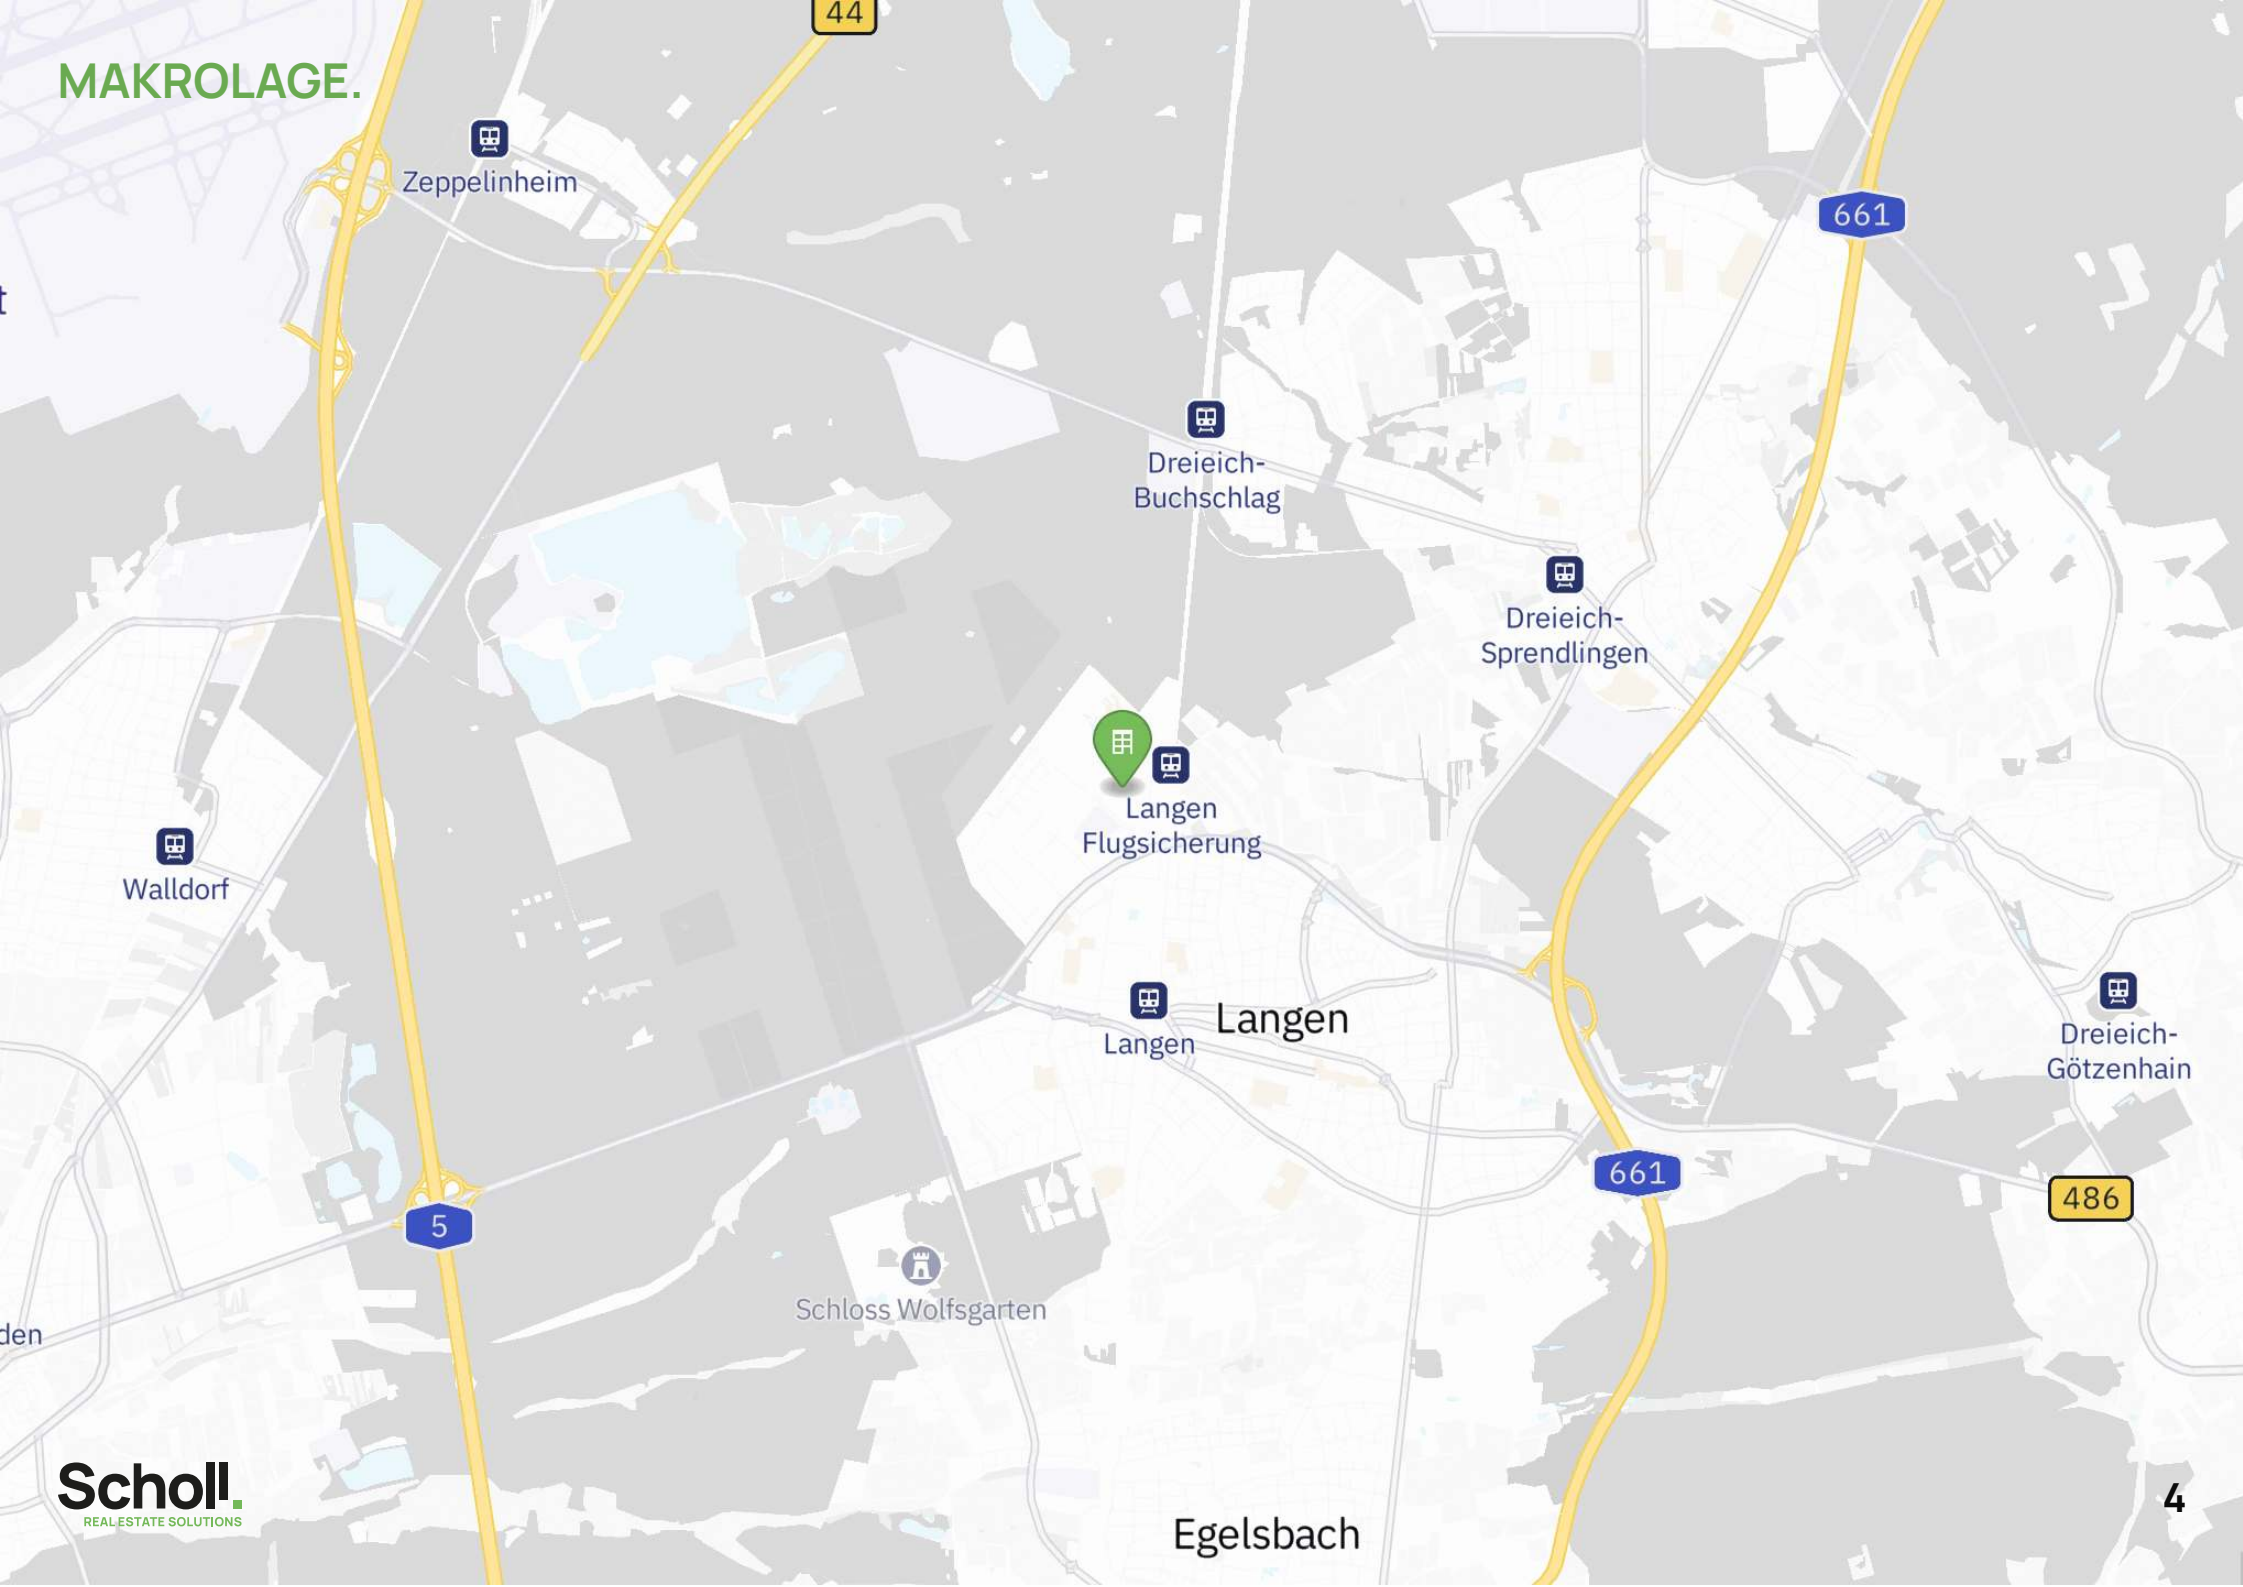 44
MAKROLAGE.
Zeppelinheim
661
t
Dreieich-
Buchschlag
Dreieich-
Sprendlingen
Langen
Flugsicherung
Walldorf
Langen
Langen
Dreieich-
Götzenhain
661
486
5
Schloss Wolfsgarten
den
Scholl.
REAL ESTATE SOLUTIONS
4
Egelsbach